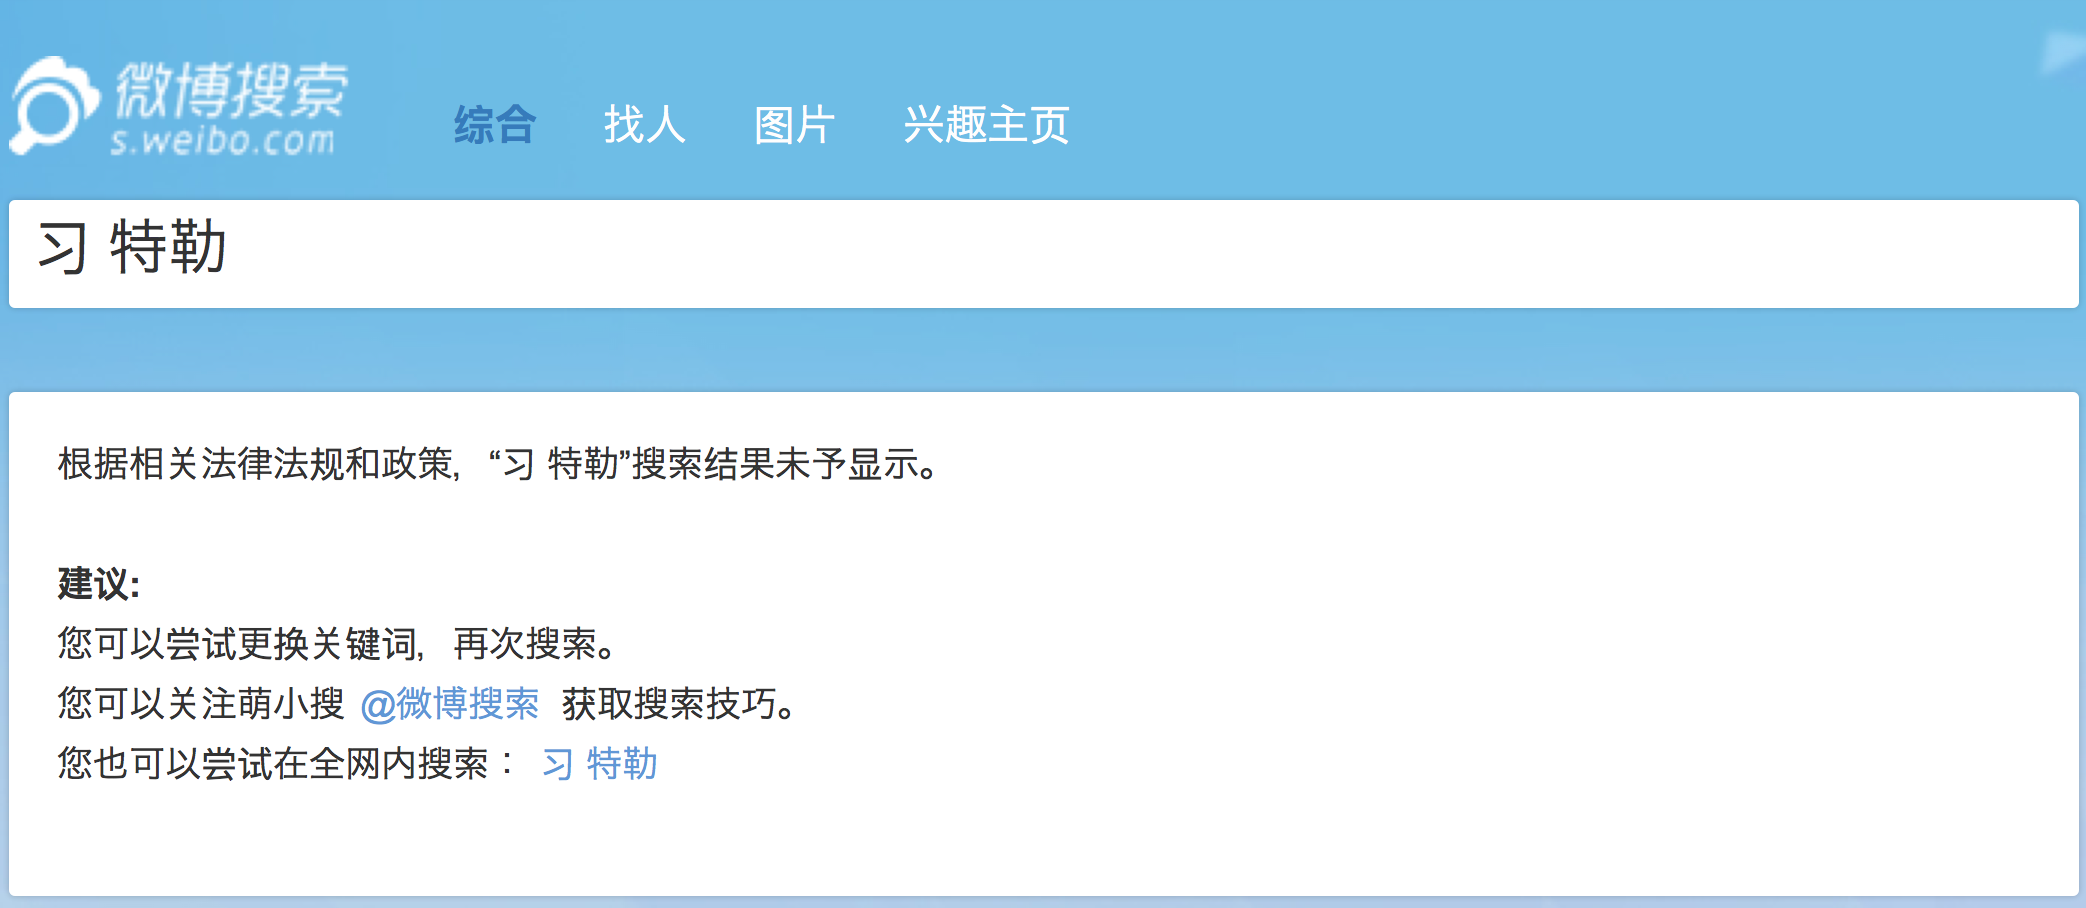 微博搜索
s.weibo.com
综合 找人 图片 兴趣主页
习 特勒
根据相关法律法规和政策，“习 特勒”搜索结果未予显示。
建议:
您可以尝试更换关键词，再次搜索。
您可以关注萌小搜 @微博搜索 获取搜索技巧。
您也可以尝试在全网内搜索： 习 特勒